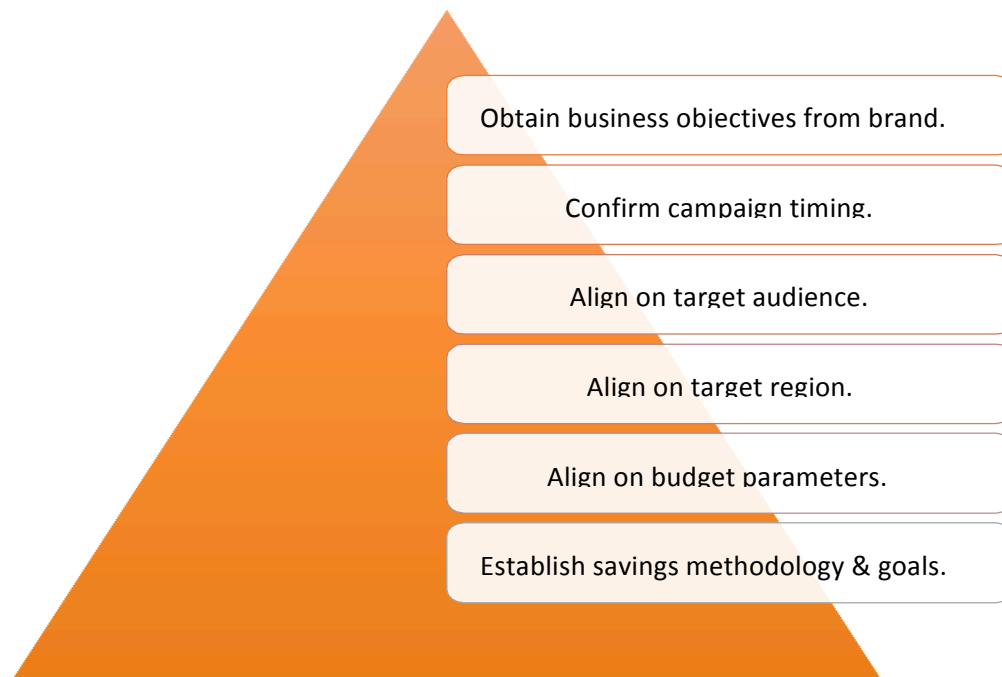 Obtain business objectives from brand.
Confirm campaign timing.
Align on target audience.
Align on target region.
Align on budget parameters.
Establish savings methodology & goals.